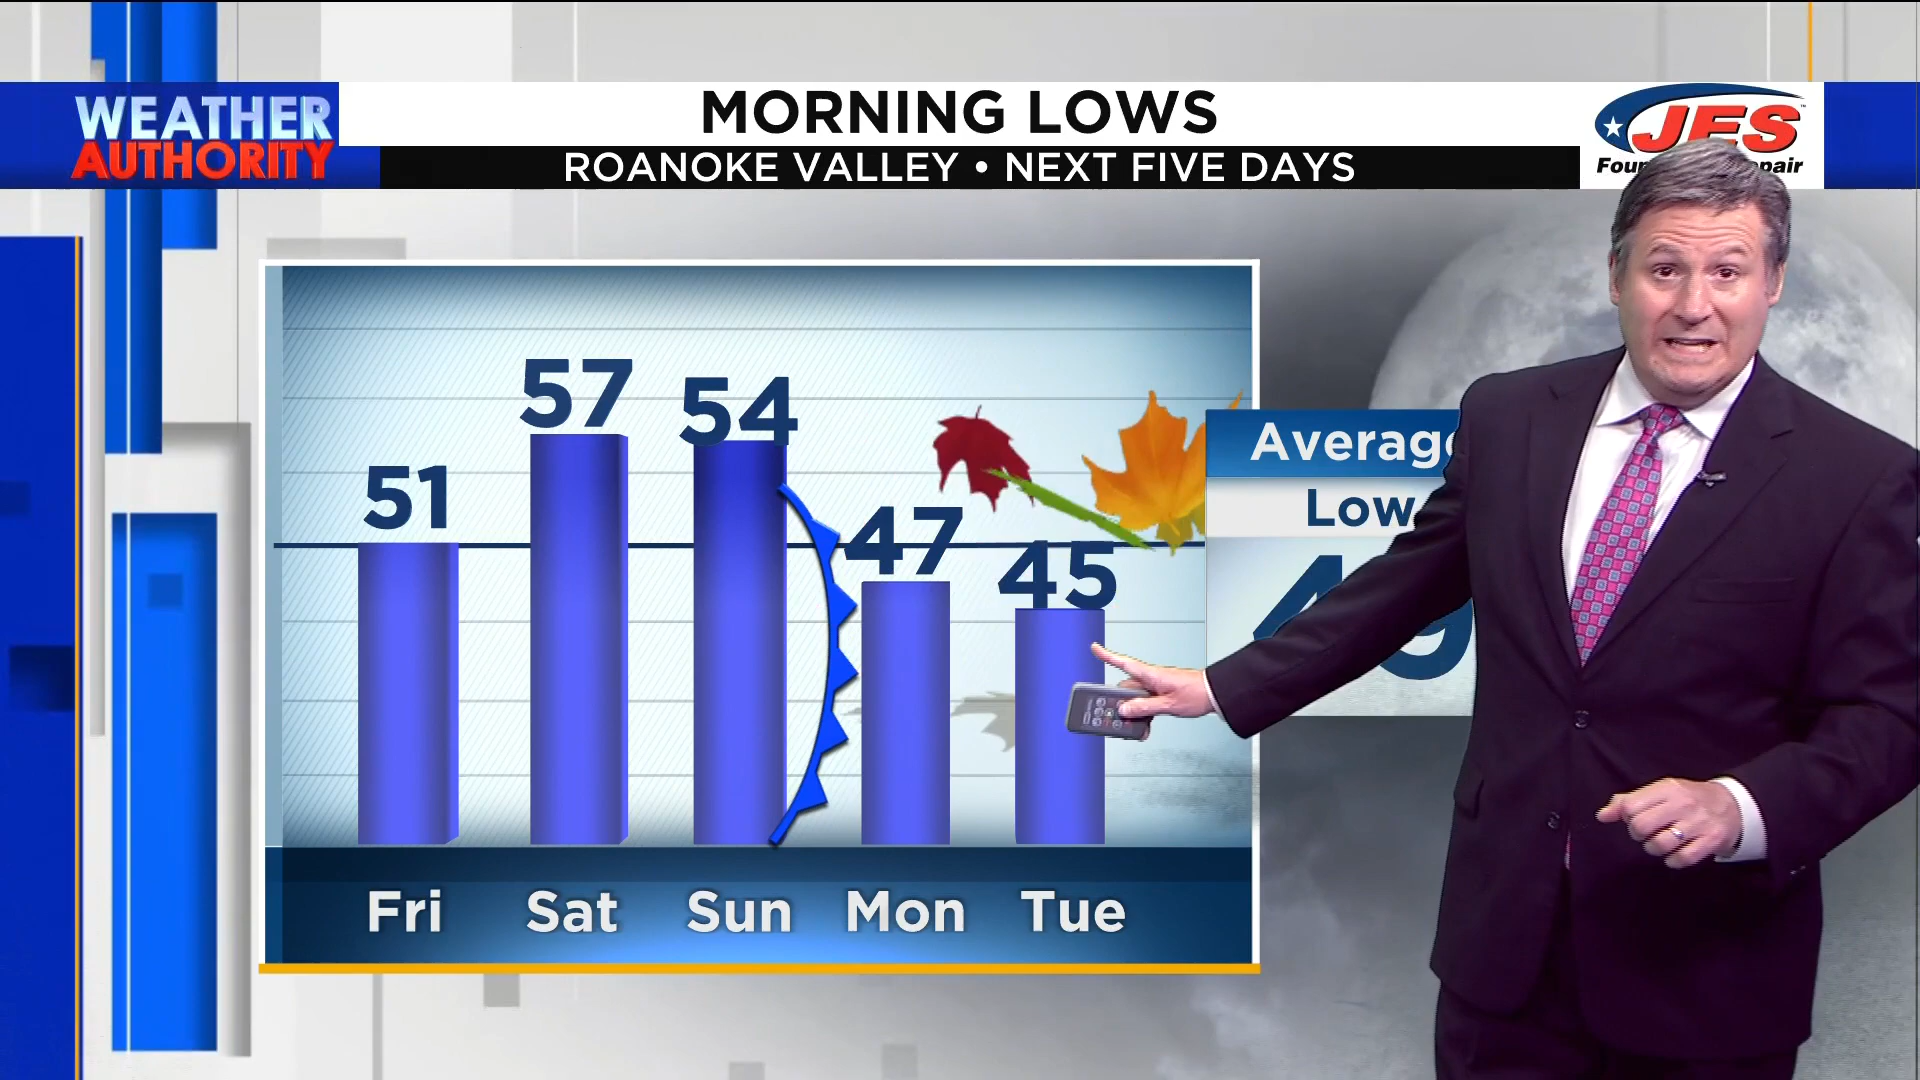 WEATHER
AUTHORITY
MORNING LOWS
ROANOKE VALLEY • NEXT FIVE DAYS
JES
51
57
54
47
45
Average
Low
Fri
Sat
Sun
Mon
Tue